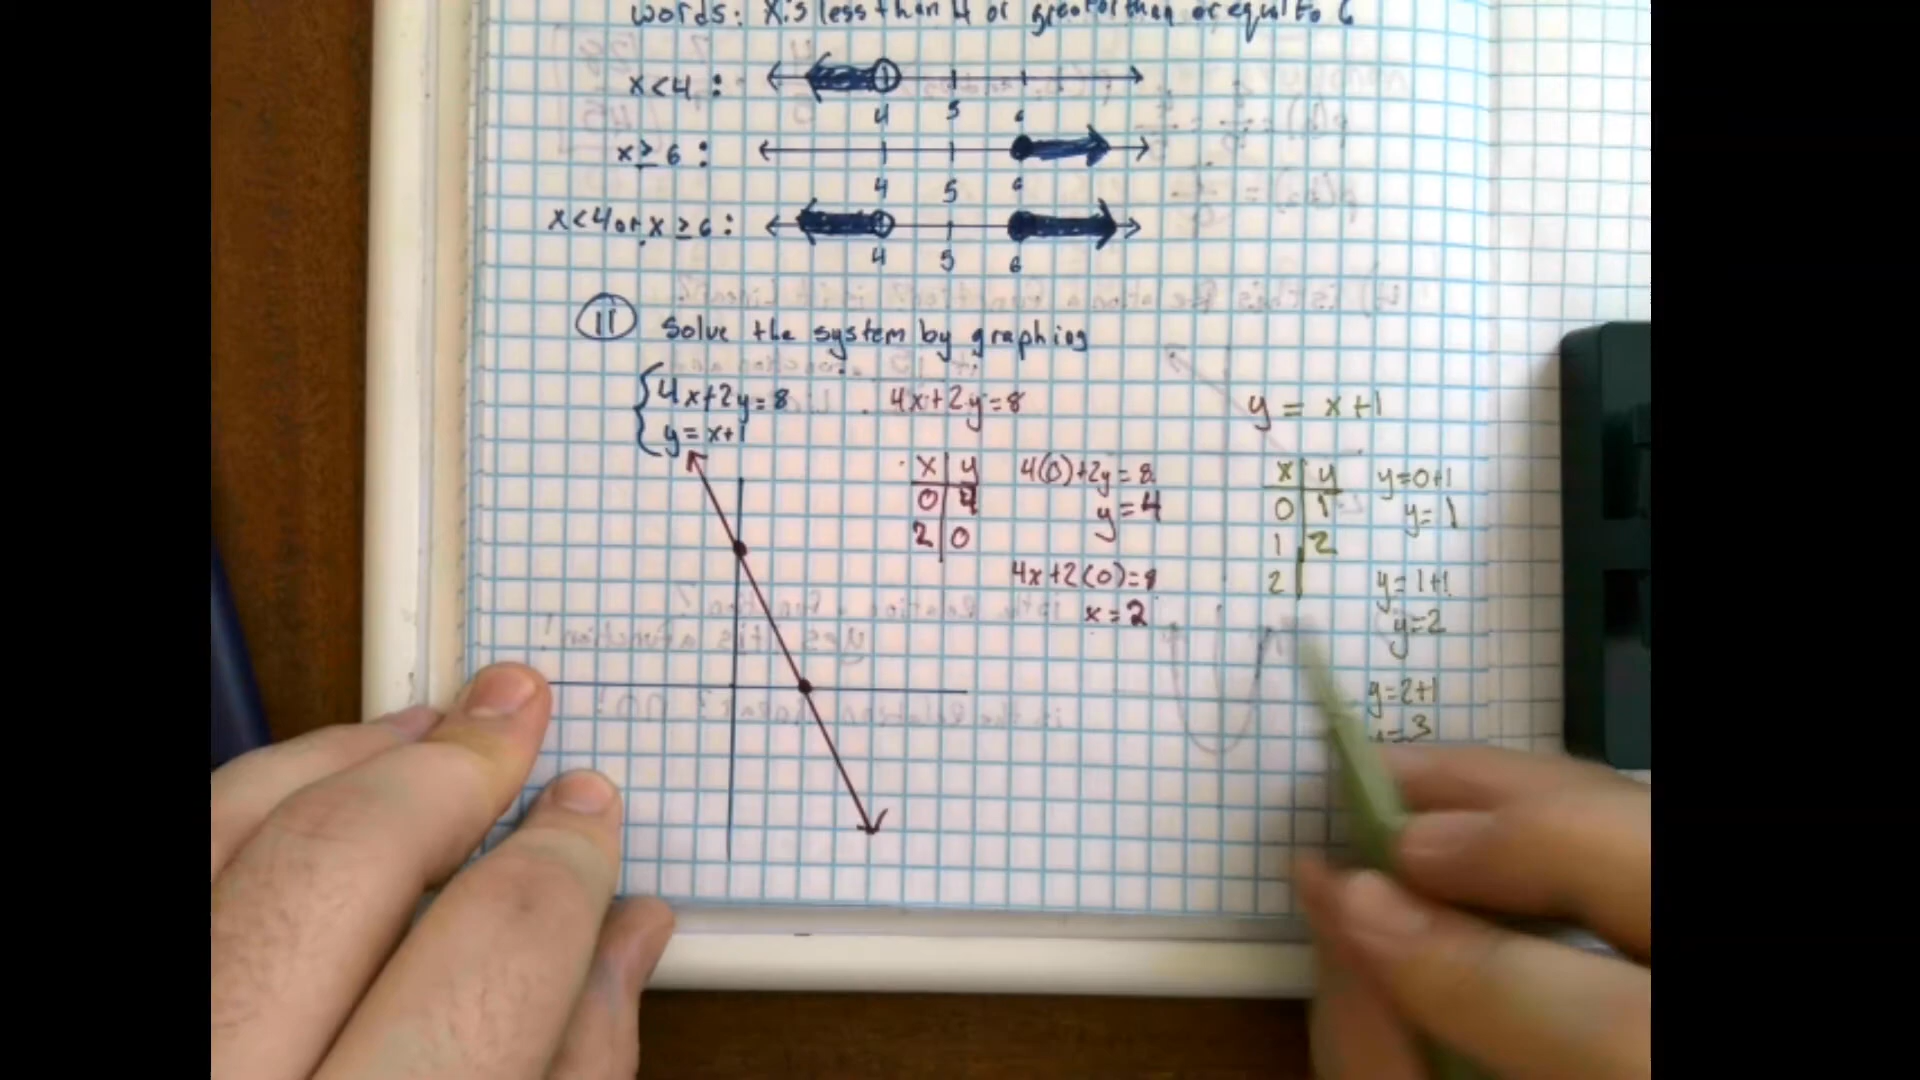 words: x is less than 4 or greater than or equal to 6
x<4:
4 5 6
x≥6:
4 5 6
x<4 or x≥6:
4 5 6
11 Solve the system by graphing
4x+2y=8
y=x+1
4x+2y=8
x y
0 4
2 0
4(0)+2y=8
y=4
4x+2(0)=8
x=2
y = x+1
x y
0 1
1 2
2
y=0+1
y=1
y=1+1
y=2
y=2+1
y=3